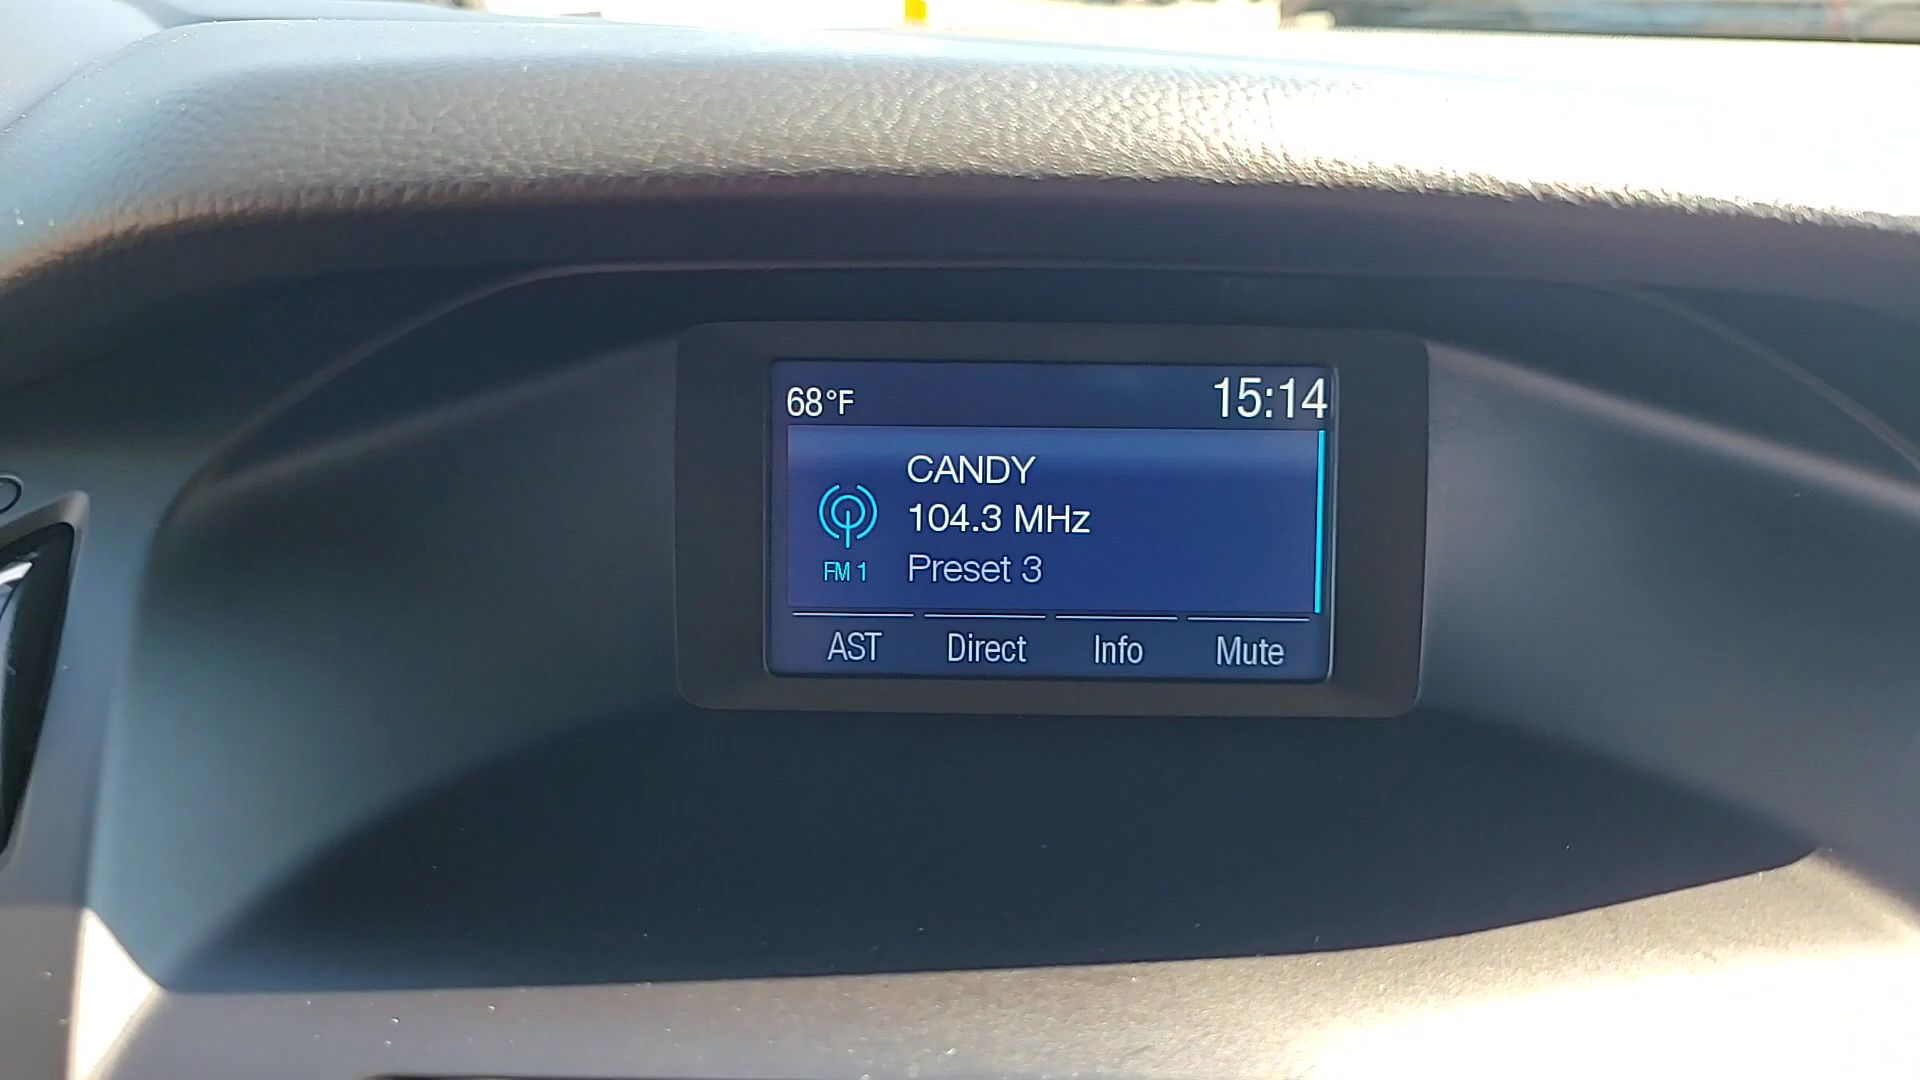 68°F 15:14
CANDY
104.3 MHz
FM 1 Preset 3
AST Direct Info Mute